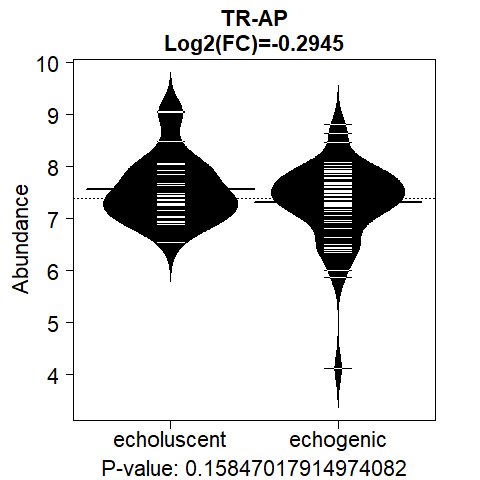 TR-AP
Log2(FC)=-0.2945
10
9
8
7
6
5
4
Abundance
echoluscent echogenic
P-value: 0.15847017914974082